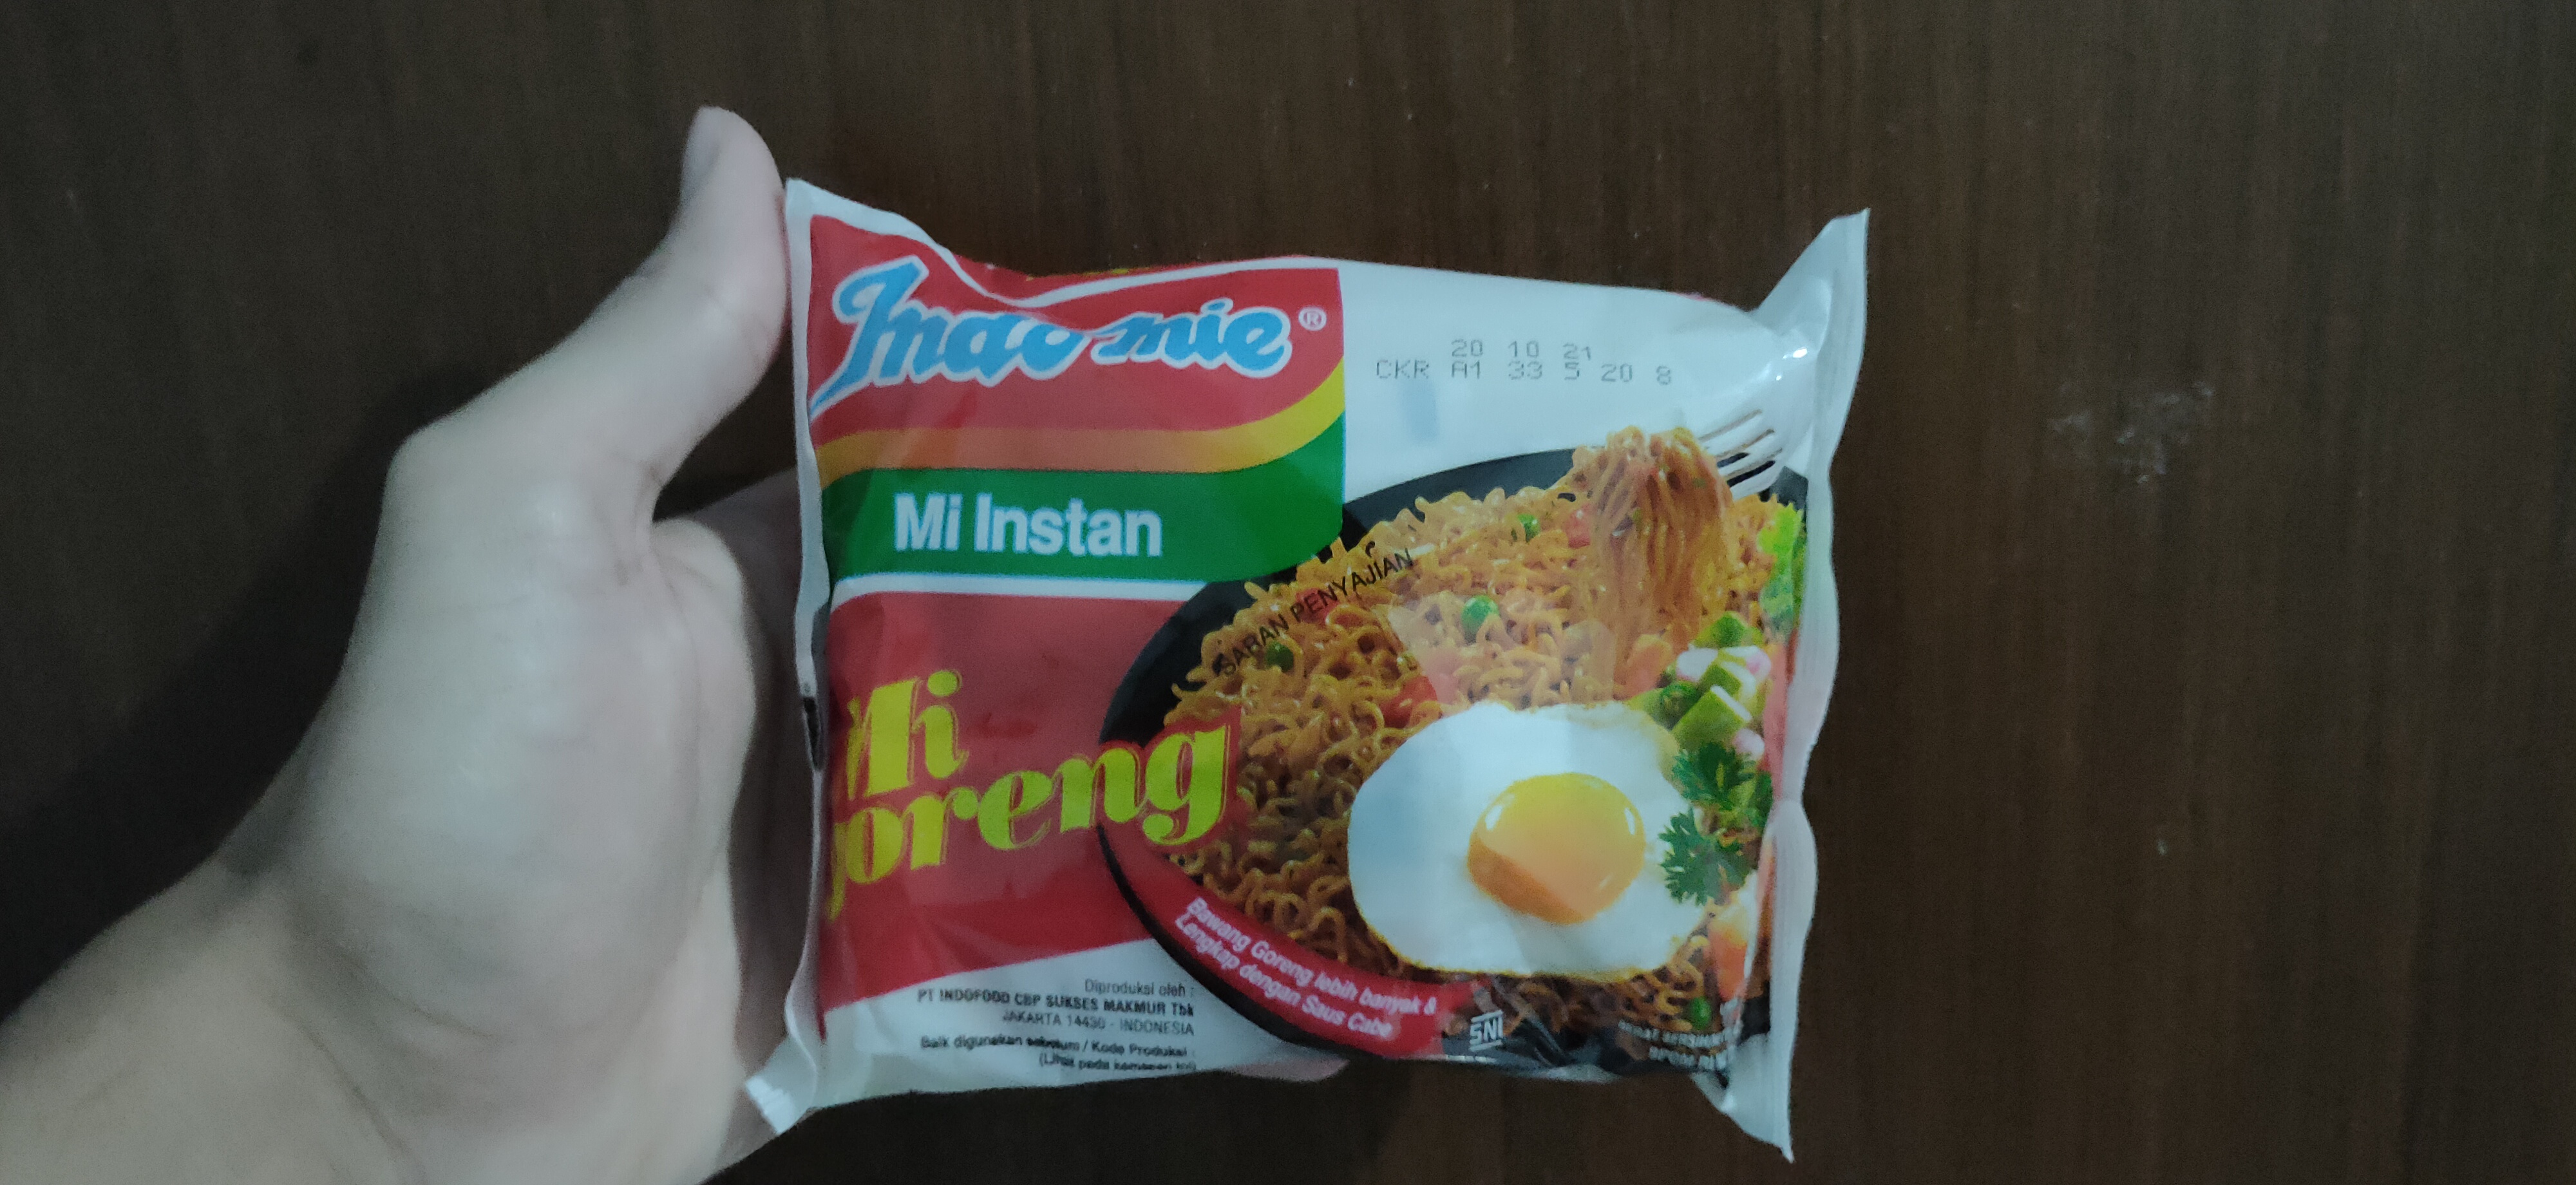 Indomie®
20 10 21
CKR A1 33 5 20 8
Mi Instan
SARAN PENYAJIAN
Mi
goreng
Bawang Goreng lebih banyak &
Lengkap dengan Saus Cabe
Diproduksi oleh :
PT INDOFOOD CBP SUKSES MAKMUR Tbk
JAKARTA 14430 - INDONESIA
Baik digunakan sebelum / Kode Produksi :
(Lihat pada kemasan ini)
SNI